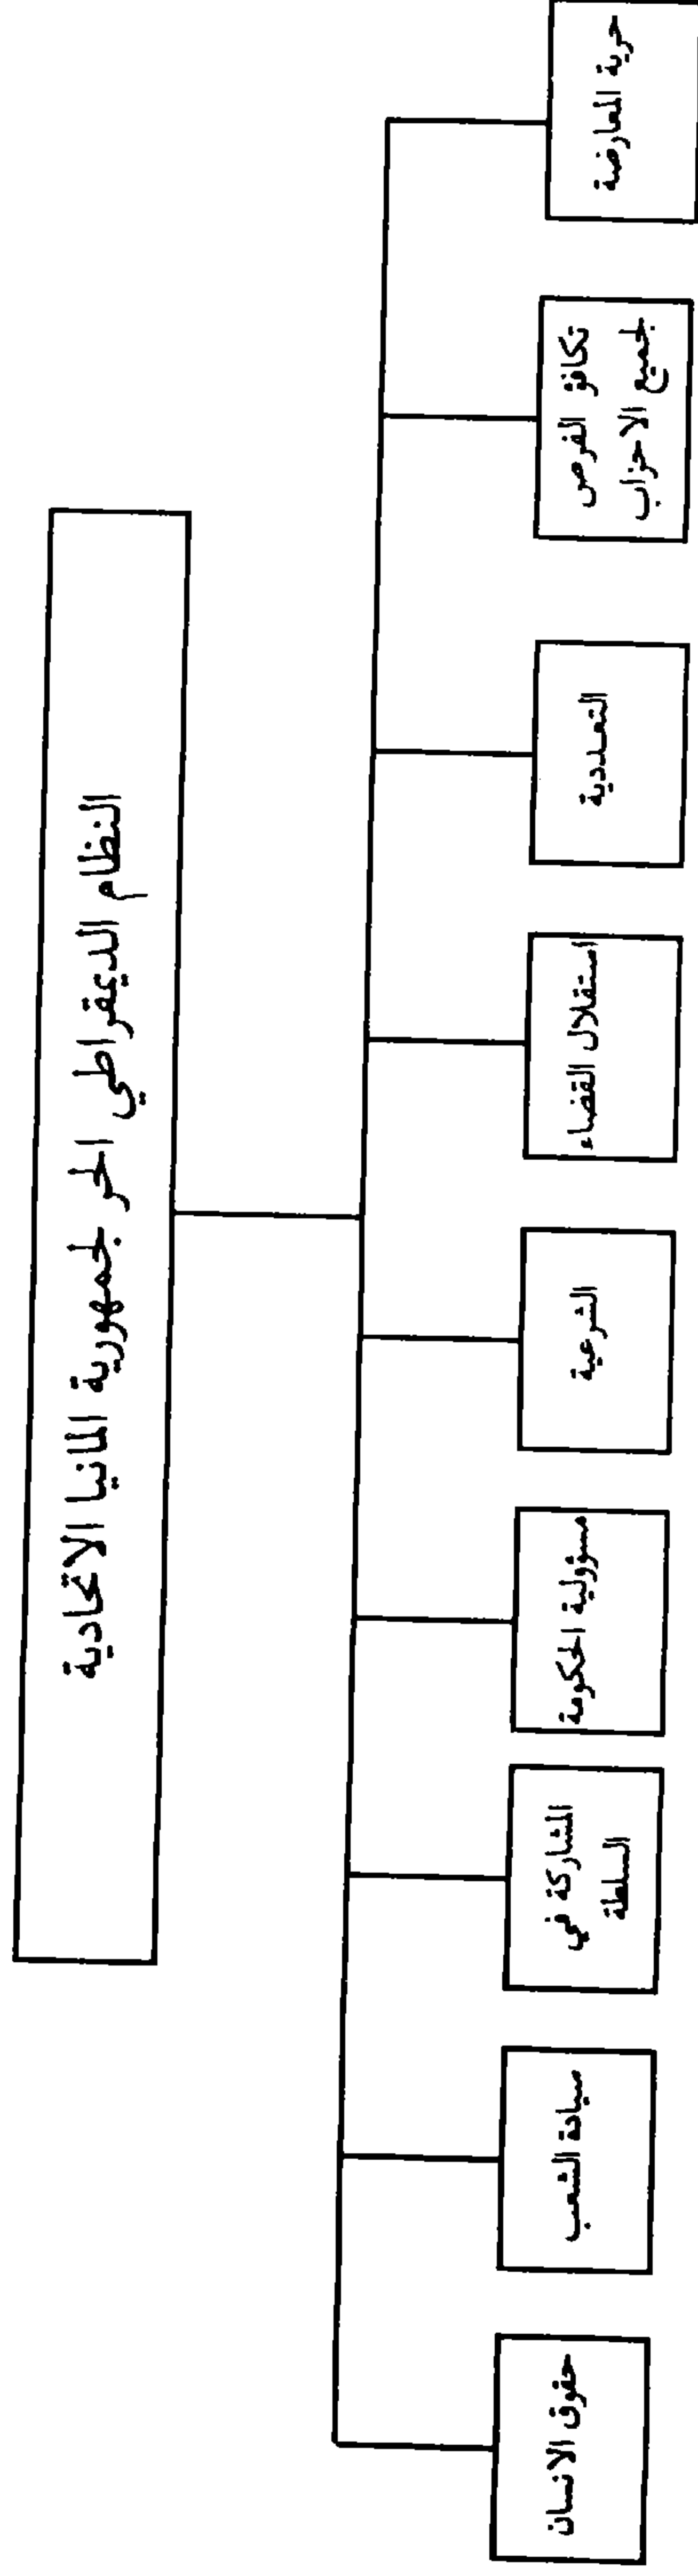 النظام الديمقراطي الحر لجمهورية المانيا الاتحادية
حرية المعارضة
تكافؤ الفرص
لجميع الاحزاب
التعددية
استقلال القضاء
الشرعية
مسؤولية الحكومة
المشاركة في
السلطة
سيادة الشعب
حقوق الانسان